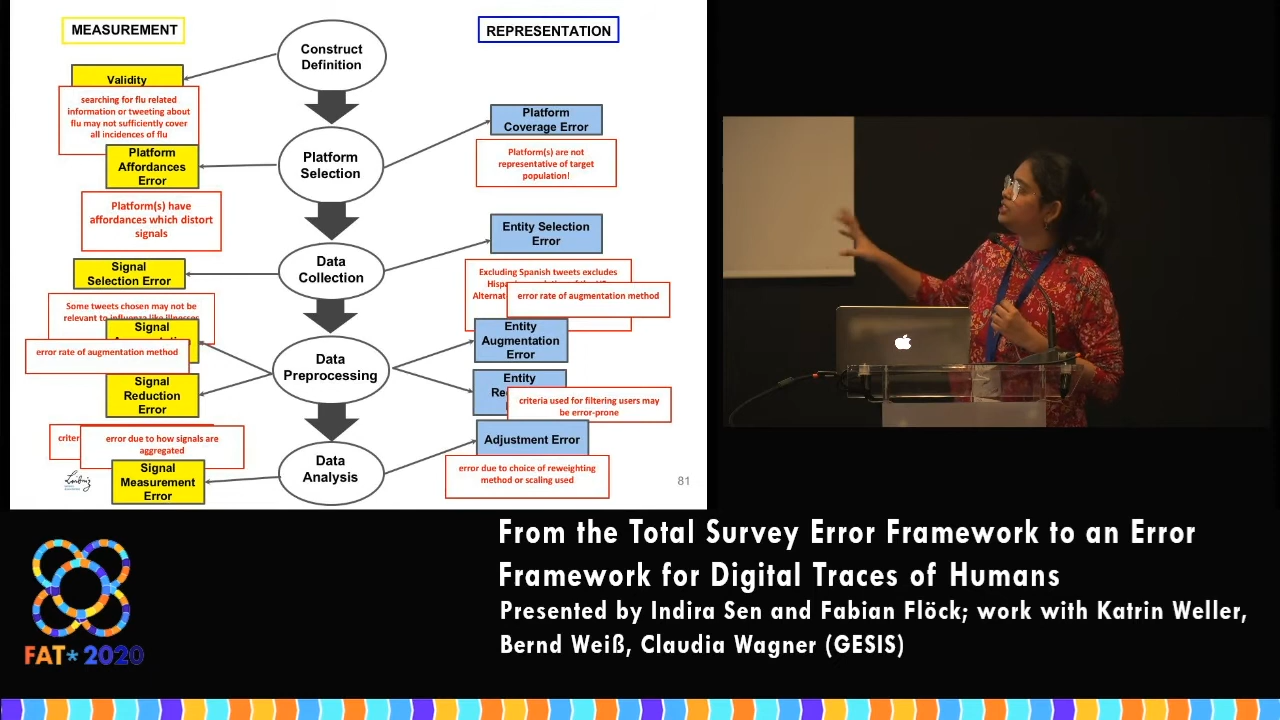 MEASUREMENT
REPRESENTATION
Construct
Definition
Validity
searching for flu related
information or tweeting about
flu may not sufficiently cover
all incidences of flu
Platform
Coverage Error
Platform
Affordances
Error
Platform
Selection
Platform(s) are not
representative of target
population!
Platform(s) have
affordances which distort
signals
Entity Selection
Error
Signal
Selection Error
Data
Collection
Excluding Spanish tweets excludes
error rate of augmentation method
Some tweets chosen may not be
relevant to influenza like illnesses
Signal
error rate of augmentation method
Entity
Augmentation
Error
Data
Preprocessing
Signal
Reduction
Error
Entity
criteria used for filtering users may
be error-prone
error due to how signals are
aggregated
Adjustment Error
Signal
Measurement
Error
Data
Analysis
error due to choice of reweighting
method or scaling used
Leibniz
81
From the Total Survey Error Framework to an Error
Framework for Digital Traces of Humans
Presented by Indira Sen and Fabian Flöck; work with Katrin Weller,
Bernd Weiß, Claudia Wagner (GESIS)
FAT* 2020